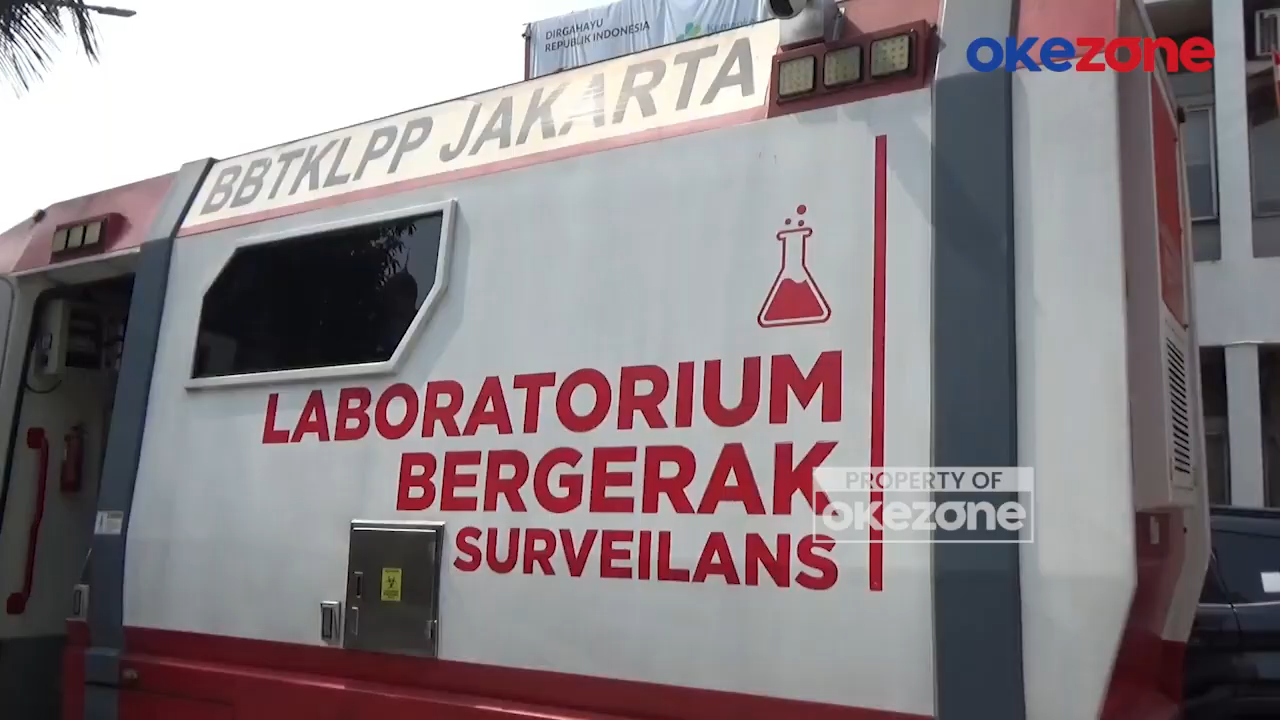 DIRGAHAYU
REPUBLIK INDONESIA
okezone
BBTKLPP JAKARTA
LABORATORIUM
BERGERAK
SURVEILANS
PROPERTY OF
okezone